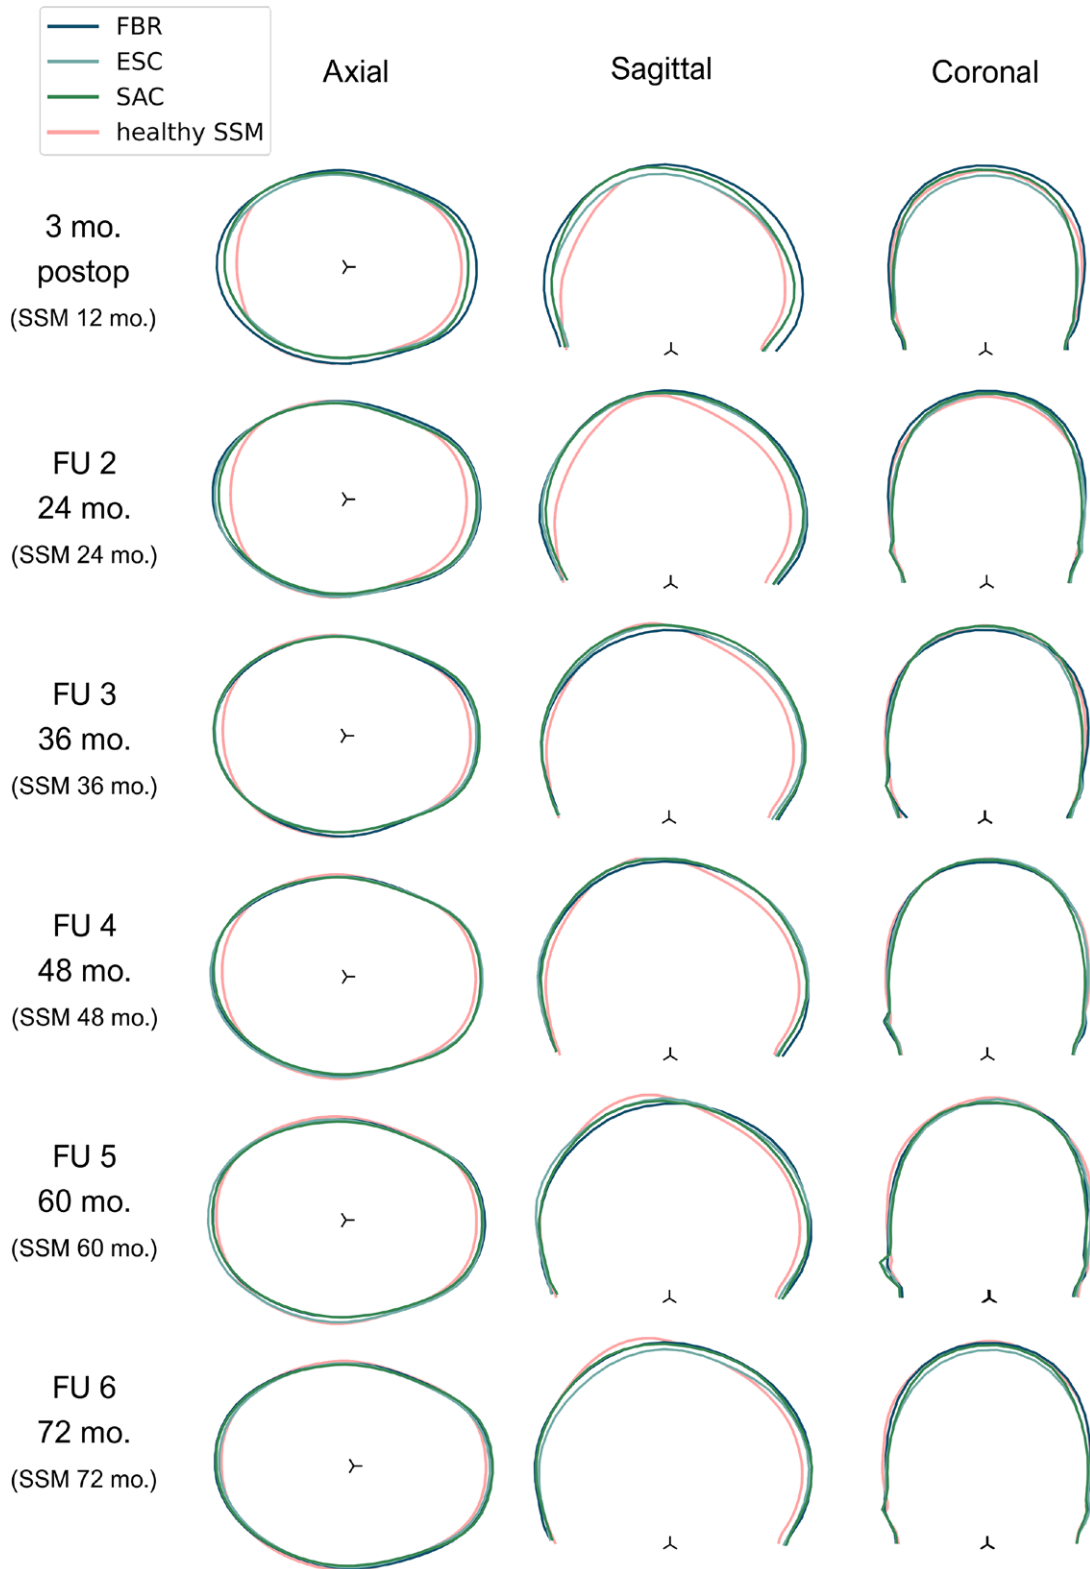 FBR
ESC
SAC
healthy SSM
Axial
Sagittal
Coronal
3 mo.
postop
(SSM 12 mo.)
FU 2
24 mo.
(SSM 24 mo.)
FU 3
36 mo.
(SSM 36 mo.)
FU 4
48 mo.
(SSM 48 mo.)
FU 5
60 mo.
(SSM 60 mo.)
FU 6
72 mo.
(SSM 72 mo.)